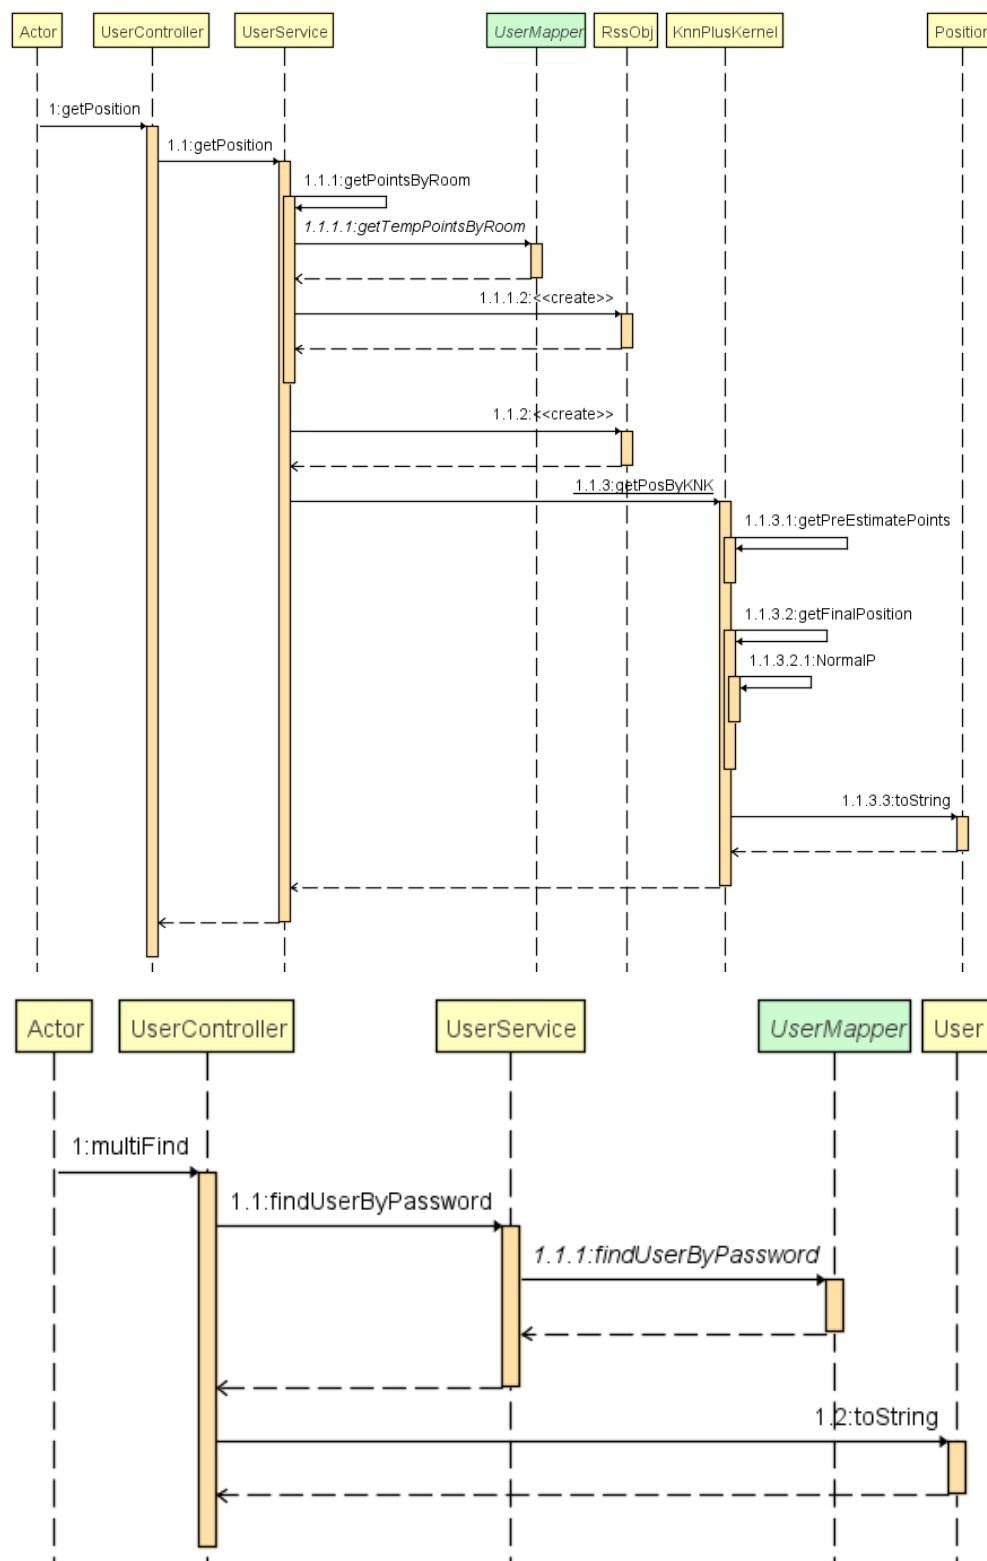 Actor UserController UserService UserMapper RssObj KnnPlusKernel Position
1:getPosition
1.1:getPosition
1.1.1:getPointsByRoom
1.1.1.1:getTempPointsByRoom
1.1.1.2:<<create>>
1.1.2:<<create>>
1.1.3:getPosByKNK
1.1.3.1:getPreEstimatePoints
1.1.3.2:getFinalPosition
1.1.3.2.1:NormalP
1.1.3.3:toString
Actor UserController UserService UserMapper User
1:multiFind
1.1:findUserByPassword
1.1.1:findUserByPassword
1.2:toString